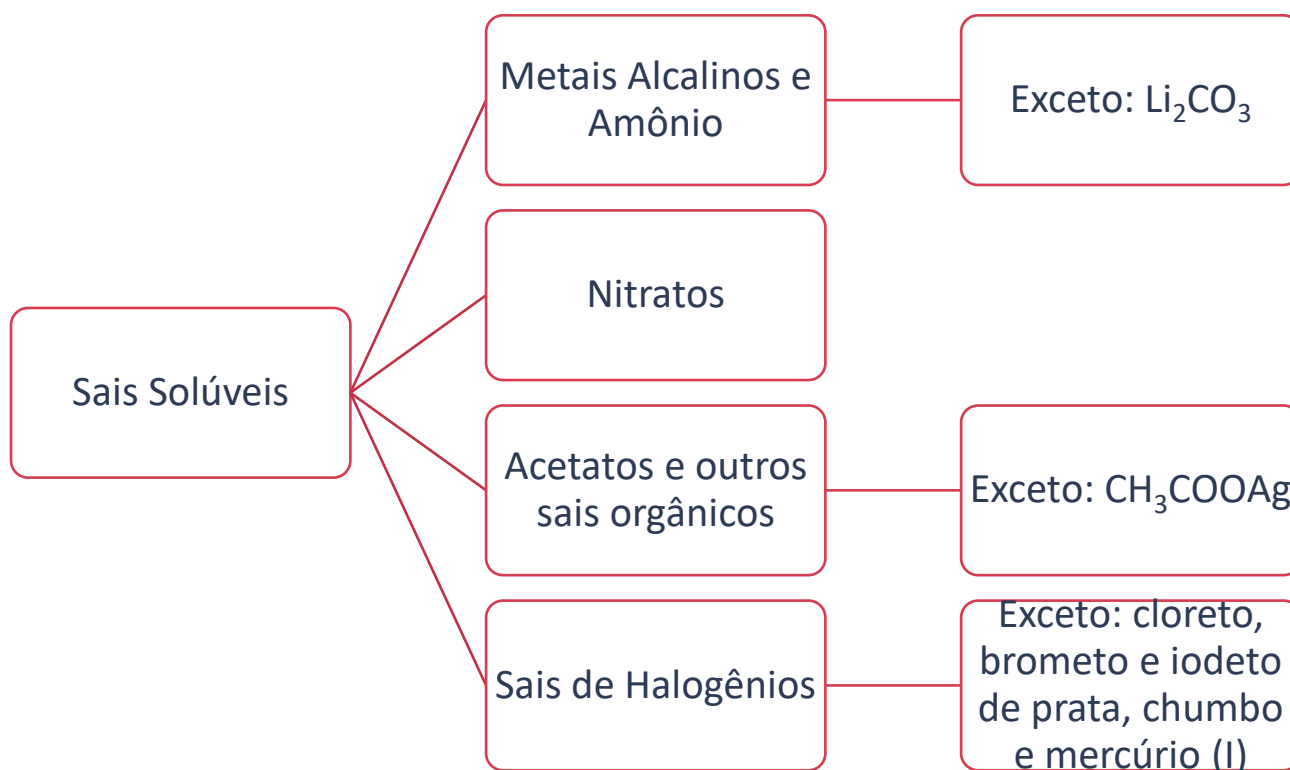 Metais Alcalinos e
Amônio
Exceto: Li₂CO₃
Nitratos
Sais Solúveis
Acetatos e outros
sais orgânicos
Exceto: CH₃COOAg
Sais de Halogênios
Exceto: cloreto,
brometo e iodeto
de prata, chumbo
e mercúrio (I)